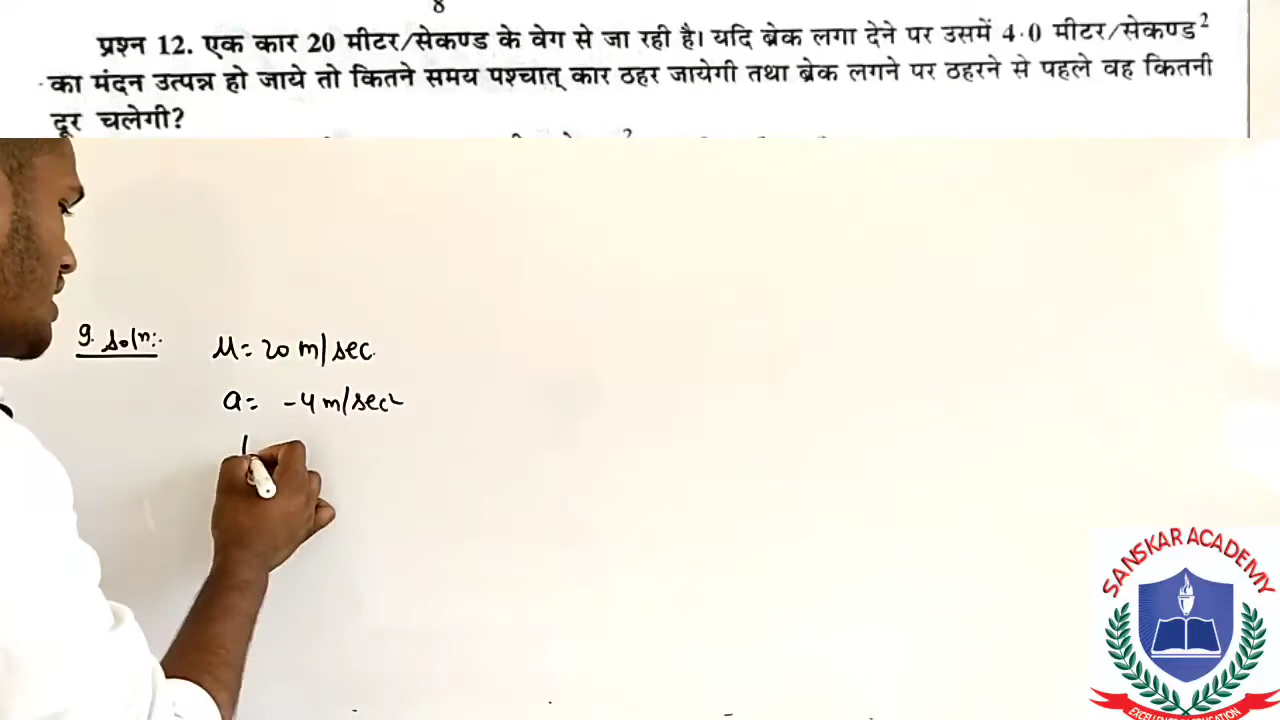 8
प्रश्न 12. एक कार 20 मीटर/सेकण्ड के वेग से जा रही है। यदि ब्रेक लगा देने पर उसमें 4·0 मीटर/सेकण्ड²
का मंदन उत्पन्न हो जाये तो कितने समय पश्चात् कार ठहर जायेगी तथा ब्रेक लगने पर ठहरने से पहले वह कितनी
दूर चलेगी?
9. soln:
u = 20 m/sec.
a = -4 m/sec²
SANSKAR ACADEMY